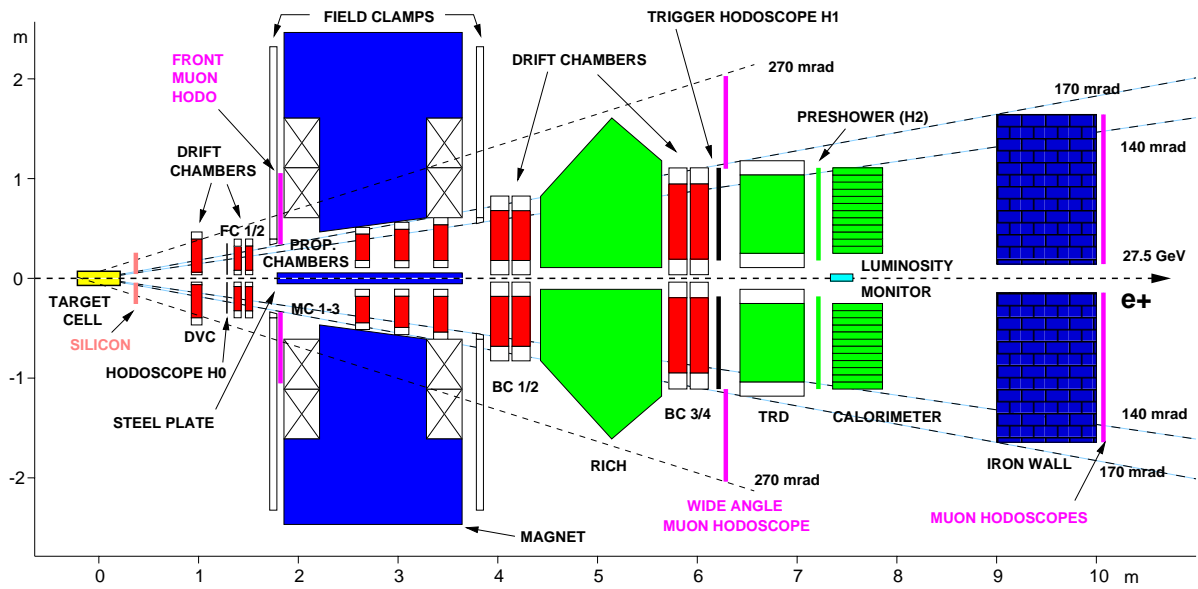 m
FIELD CLAMPS
TRIGGER HODOSCOPE H1
FRONT
MUON
HODO
DRIFT CHAMBERS
270 mrad
170 mrad
2
PRESHOWER (H2)
DRIFT
CHAMBERS
140 mrad
1
FC 1/2
PROP.
CHAMBERS
27.5 GeV
0
LUMINOSITY
MONITOR
e+
TARGET
CELL
MC 1-3
SILICON
DVC
HODOSCOPE H0
-1
BC 1/2
STEEL PLATE
BC 3/4
TRD
CALORIMETER
140 mrad
RICH
IRON WALL
170 mrad
-2
270 mrad
WIDE ANGLE
MUON HODOSCOPE
MUON HODOSCOPES
MAGNET
0 1 2 3 4 5 6 7 8 9 10 m